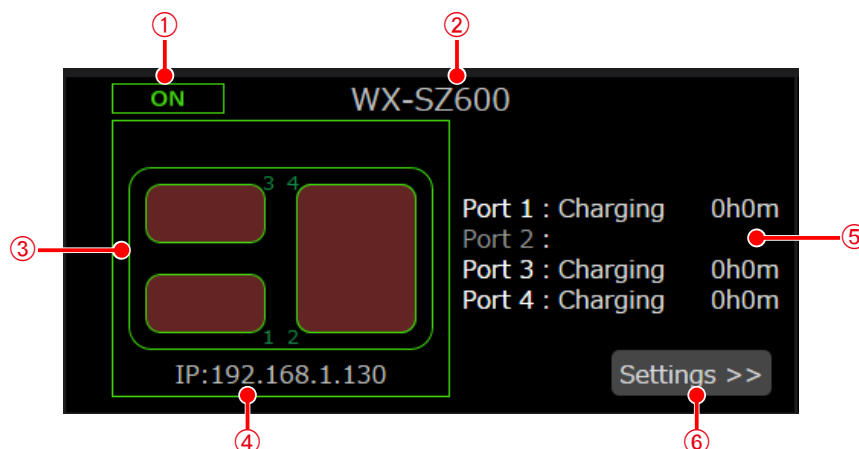 ① ②
ON WX-SZ600
3 4
Port 1 : Charging 0h0m
Port 2 :
③ ⑤
Port 3 : Charging 0h0m
Port 4 : Charging 0h0m
1 2
IP:192.168.1.130 Settings >>
④ ⑥